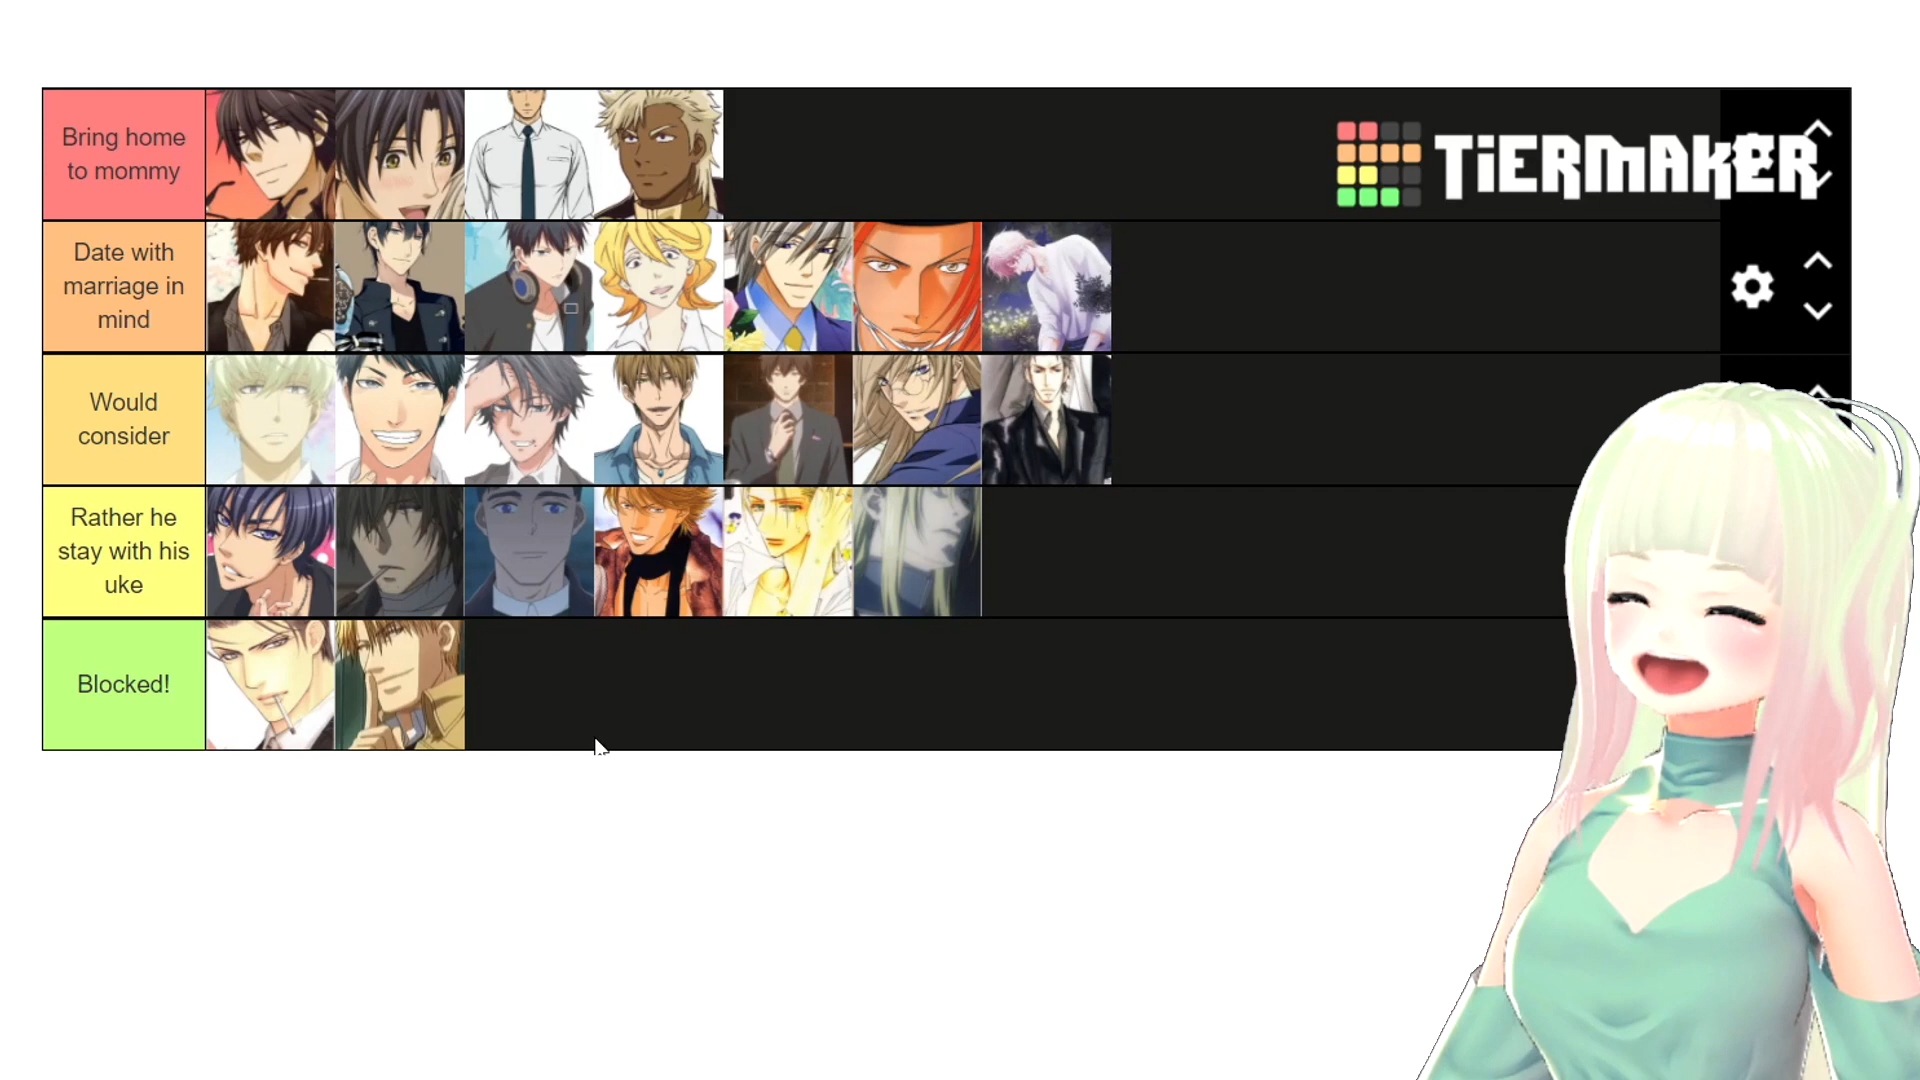 Bring home
to mommy
TiERMAKER
Date with
marriage in
mind
Would
consider
Rather he
stay with his
uke
Blocked!